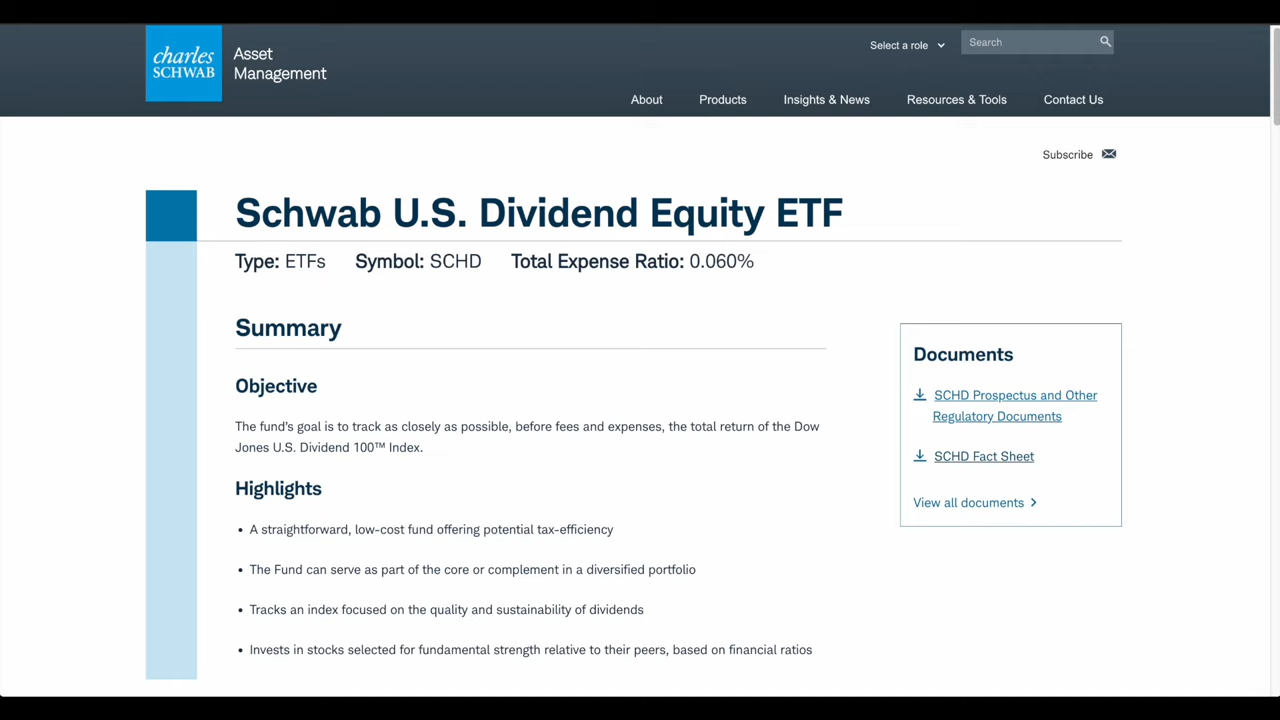 charles
SCHWAB
Asset
Management
Select a role
Search
About Products Insights & News Resources & Tools Contact Us
Subscribe
Schwab U.S. Dividend Equity ETF
Type: ETFs Symbol: SCHD Total Expense Ratio: 0.060%
Summary
Objective
The fund's goal is to track as closely as possible, before fees and expenses, the total return of the Dow
Jones U.S. Dividend 100™ Index.
Highlights
• A straightforward, low-cost fund offering potential tax-efficiency
• The Fund can serve as part of the core or complement in a diversified portfolio
• Tracks an index focused on the quality and sustainability of dividends
• Invests in stocks selected for fundamental strength relative to their peers, based on financial ratios
Documents
SCHD Prospectus and Other
Regulatory Documents
SCHD Fact Sheet
View all documents